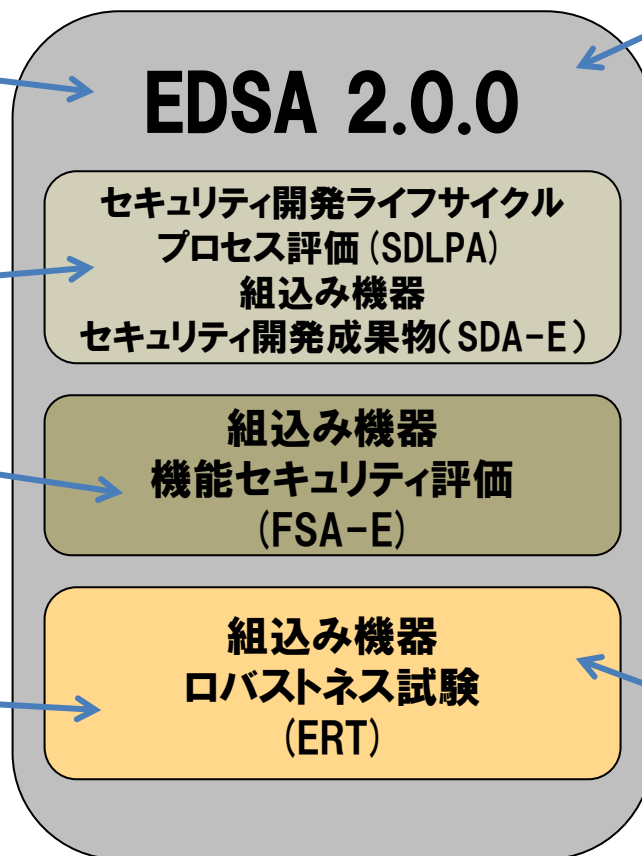 EDSA 2.0.0
セキュリティ開発ライフサイクル
プロセス評価(SDLPA)
組込み機器
セキュリティ開発成果物(SDA-E)
組込み機器
機能セキュリティ評価
(FSA-E)
組込み機器
ロバストネス試験
(ERT)